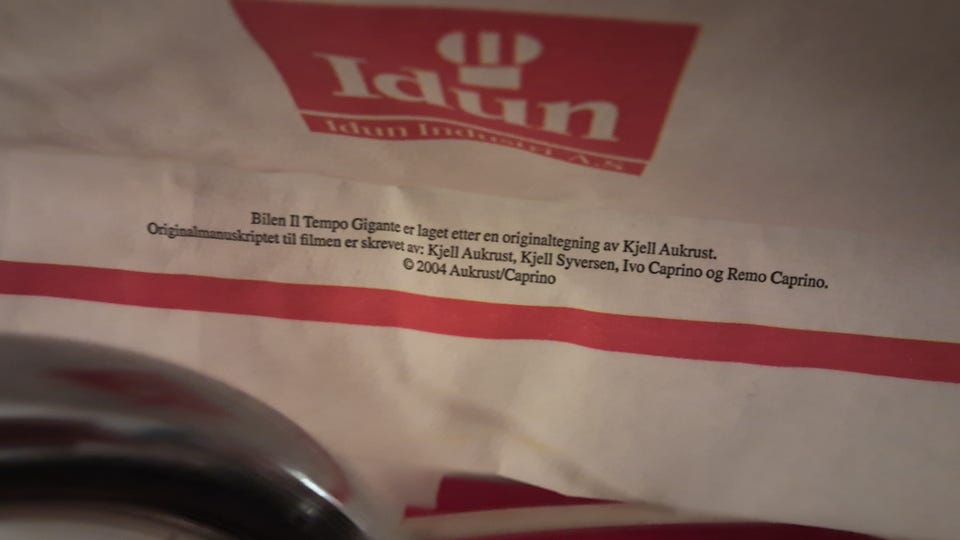 Idun
Idun Industri A.S
Bilen Il Tempo Gigante er laget etter en originaltegning av Kjell Aukrust.
Originalmanuskriptet til filmen er skrevet av: Kjell Aukrust, Kjell Syversen, Ivo Caprino og Remo Caprino.
© 2004 Aukrust/Caprino